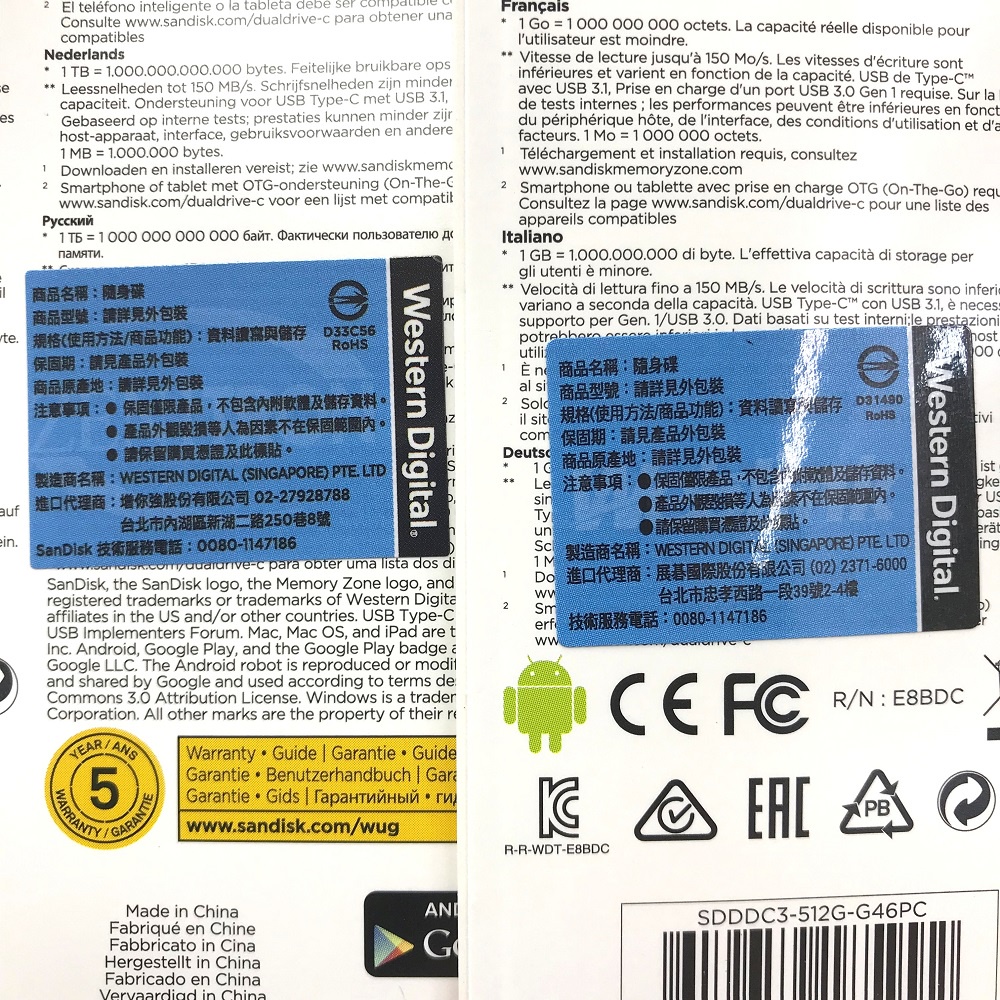 ² El teléfono inteligente o la tableta debe ser compatible c
Consulte www.sandisk.com/dualdrive-c para obtener una
compatibles
Nederlands
* 1 TB = 1.000.000.000.000 bytes. Feitelijke bruikbare ops
** Leessnelheden tot 150 MB/s. Schrijfsnelheden zijn minder
capaciteit. Ondersteuning voor USB Type-C met USB 3.1,
Gebaseerd op interne tests; prestaties kunnen minder zijn
host-apparaat, interface, gebruiksvoorwaarden en andere
1 MB = 1.000.000 bytes.
¹ Downloaden en installeren vereist; zie www.sandiskmemo
² Smartphone of tablet met OTG-ondersteuning (On-The-G
www.sandisk.com/dualdrive-c voor een lijst met compatib
Русский
* 1 ТБ = 1 000 000 000 000 байт. Фактически пользователю до
памяти.
商品名稱：隨身碟
商品型號：請詳見外包裝
規格(使用方法/商品功能)：資料讀寫與儲存
保固期：請見產品外包裝
商品原產地：請詳見外包裝
注意事項：● 保固僅限產品，不包含內附軟體及儲存資料。
● 產品外觀毀損等人為因素不在保固範圍內。
● 請保留購買憑證及此標貼。
製造商名稱：WESTERN DIGITAL (SINGAPORE) PTE. LTD
進口代理商：增你強股份有限公司 02-27928788
台北市內湖區新湖二路250巷8號
SanDisk 技術服務電話：0080-1147186
D33C56
RoHS
Western Digital®
www.sandisk.com/dualdrive-c para obter uma lista dos di
SanDisk, the SanDisk logo, the Memory Zone logo, and
registered trademarks or trademarks of Western Digita
affiliates in the US and/or other countries. USB Type-C
USB Implementers Forum. Mac, Mac OS, and iPad are t
Inc. Android, Google Play, and the Google Play badge a
Google LLC. The Android robot is reproduced or modif
and shared by Google and used according to terms de
Commons 3.0 Attribution License. Windows is a trader
Corporation. All other marks are the property of their re
YEAR/ANS
5
WARRANTY/GARANTIE
Warranty • Guide | Garantie • Guide
Garantie • Benutzerhandbuch | Gara
Garantie • Gids | Гарантийный • ги
www.sandisk.com/wug
Made in China
Fabriqué en Chine
Fabbricato in Cina
Hergestellt in China
Fabricado en China
Vervaardigd in China
AND
Go
Français
* 1 Go = 1 000 000 000 octets. La capacité réelle disponible pour
l'utilisateur est moindre.
** Vitesse de lecture jusqu'à 150 Mo/s. Les vitesses d'écriture sont
inférieures et varient en fonction de la capacité. USB de Type-C™
avec USB 3.1, Prise en charge d'un port USB 3.0 Gen 1 requise. Sur la
de tests internes ; les performances peuvent être inférieures en fonct
du périphérique hôte, de l'interface, des conditions d'utilisation et d'a
facteurs. 1 Mo = 1 000 000 octets.
¹ Téléchargement et installation requis, consultez
www.sandiskmemoryzone.com
² Smartphone ou tablette avec prise en charge OTG (On-The-Go) requ
Consultez la page www.sandisk.com/dualdrive-c pour une liste des
appareils compatibles
Italiano
* 1 GB = 1.000.000.000 di byte. L'effettiva capacità di storage per
gli utenti è minore.
** Velocità di lettura fino a 150 MB/s. Le velocità di scrittura sono inferio
variano a seconda della capacità. USB Type-C™ con USB 3.1, è neces
supporto per Gen. 1/USB 3.0. Dati basati su test interni;le prestazioni
商品名稱：隨身碟
商品型號：請詳見外包裝
規格(使用方法/商品功能)：資料讀寫與儲存
保固期：請見產品外包裝
商品原產地：請詳見外包裝
注意事項：●保固僅限產品，不包含內附軟體及儲存資料。
●產品外觀毀損等人為因素不在保固範圍內。
●請保留購買憑證及此標貼。
製造商名稱：WESTERN DIGITAL (SINGAPORE) PTE. LTD
進口代理商：展碁國際股份有限公司 (02) 2371-6000
台北市忠孝西路一段39號2-4樓
技術服務電話：0080-1147186
D31490
RoHS
Western Digital
Deutsc
CE FC R/N : E8BDC
R-R-WDT-E8BDC
EAC
PB
SDDDC3-512G-G46PC